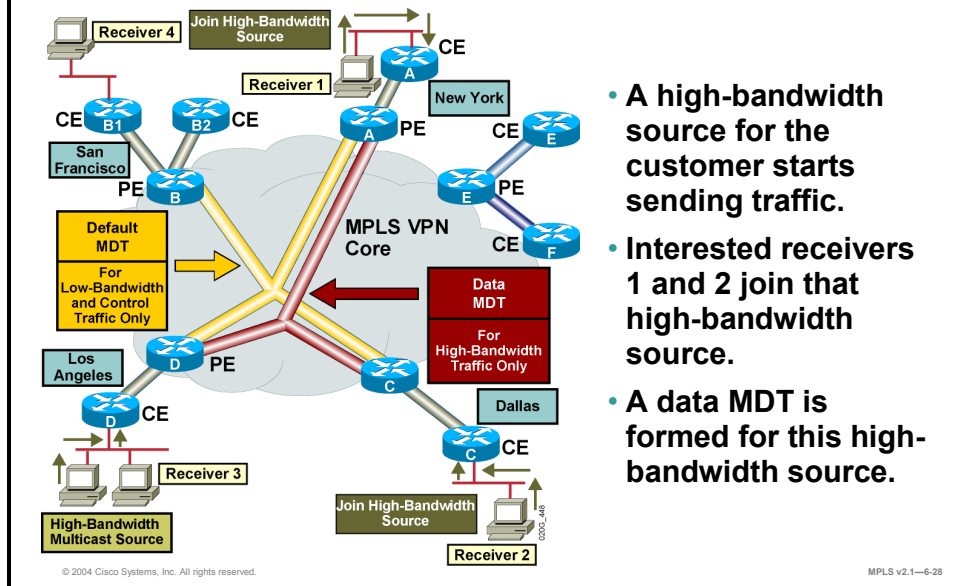 Receiver 4
Join High-Bandwidth
Source
CE
A
Receiver 1
New York
CE
B1
B2
CE
A
PE
CE
E
San
Francisco
PE
B
E
PE
MPLS VPN
Core
CE
F
Default
MDT
For
Low-Bandwidth
and Control
Traffic Only
Data
MDT
For
High-Bandwidth
Traffic Only
Los
Angeles
D
PE
C
Dallas
D
CE
C
CE
Receiver 3
High-Bandwidth
Multicast Source
Join High-Bandwidth
Source
Receiver 2
020G_448
• A high-bandwidth
source for the
customer starts
sending traffic.
• Interested receivers
1 and 2 join that
high-bandwidth
source.
• A data MDT is
formed for this high-
bandwidth source.
© 2004 Cisco Systems, Inc. All rights reserved.
MPLS v2.1—6-28